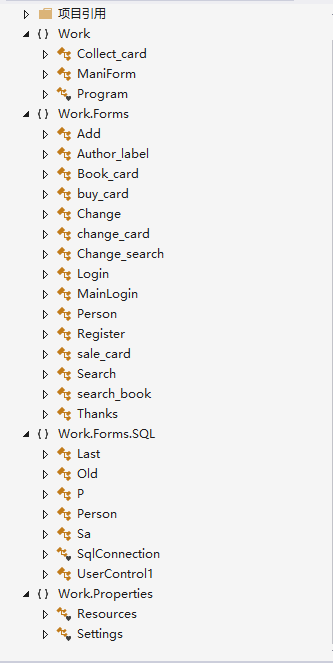 项目引用
{ } Work
Collect_card
ManiForm
Program
{ } Work.Forms
Add
Author_label
Book_card
buy_card
Change
change_card
Change_search
Login
MainLogin
Person
Register
sale_card
Search
search_book
Thanks
{ } Work.Forms.SQL
Last
Old
P
Person
Sa
SqlConnection
UserControl1
{ } Work.Properties
Resources
Settings